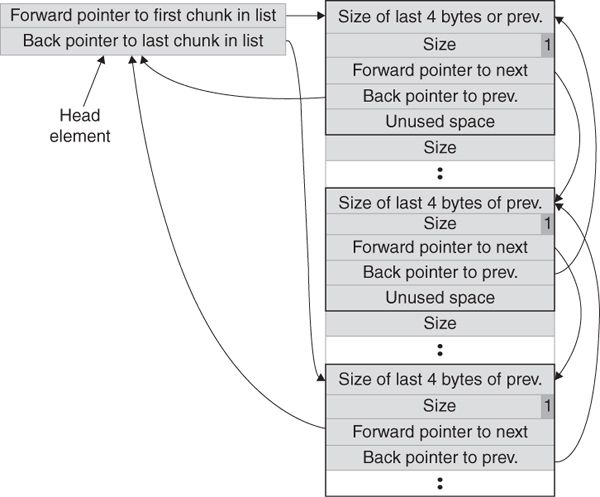 Forward pointer to first chunk in list
Back pointer to last chunk in list
Head
element
Size of last 4 bytes or prev.
Size 1
Forward pointer to next
Back pointer to prev.
Unused space
Size
:
Size of last 4 bytes of prev.
Size 1
Forward pointer to next
Back pointer to prev.
Unused space
Size
:
Size of last 4 bytes of prev.
Size 1
Forward pointer to next
Back pointer to prev.
: